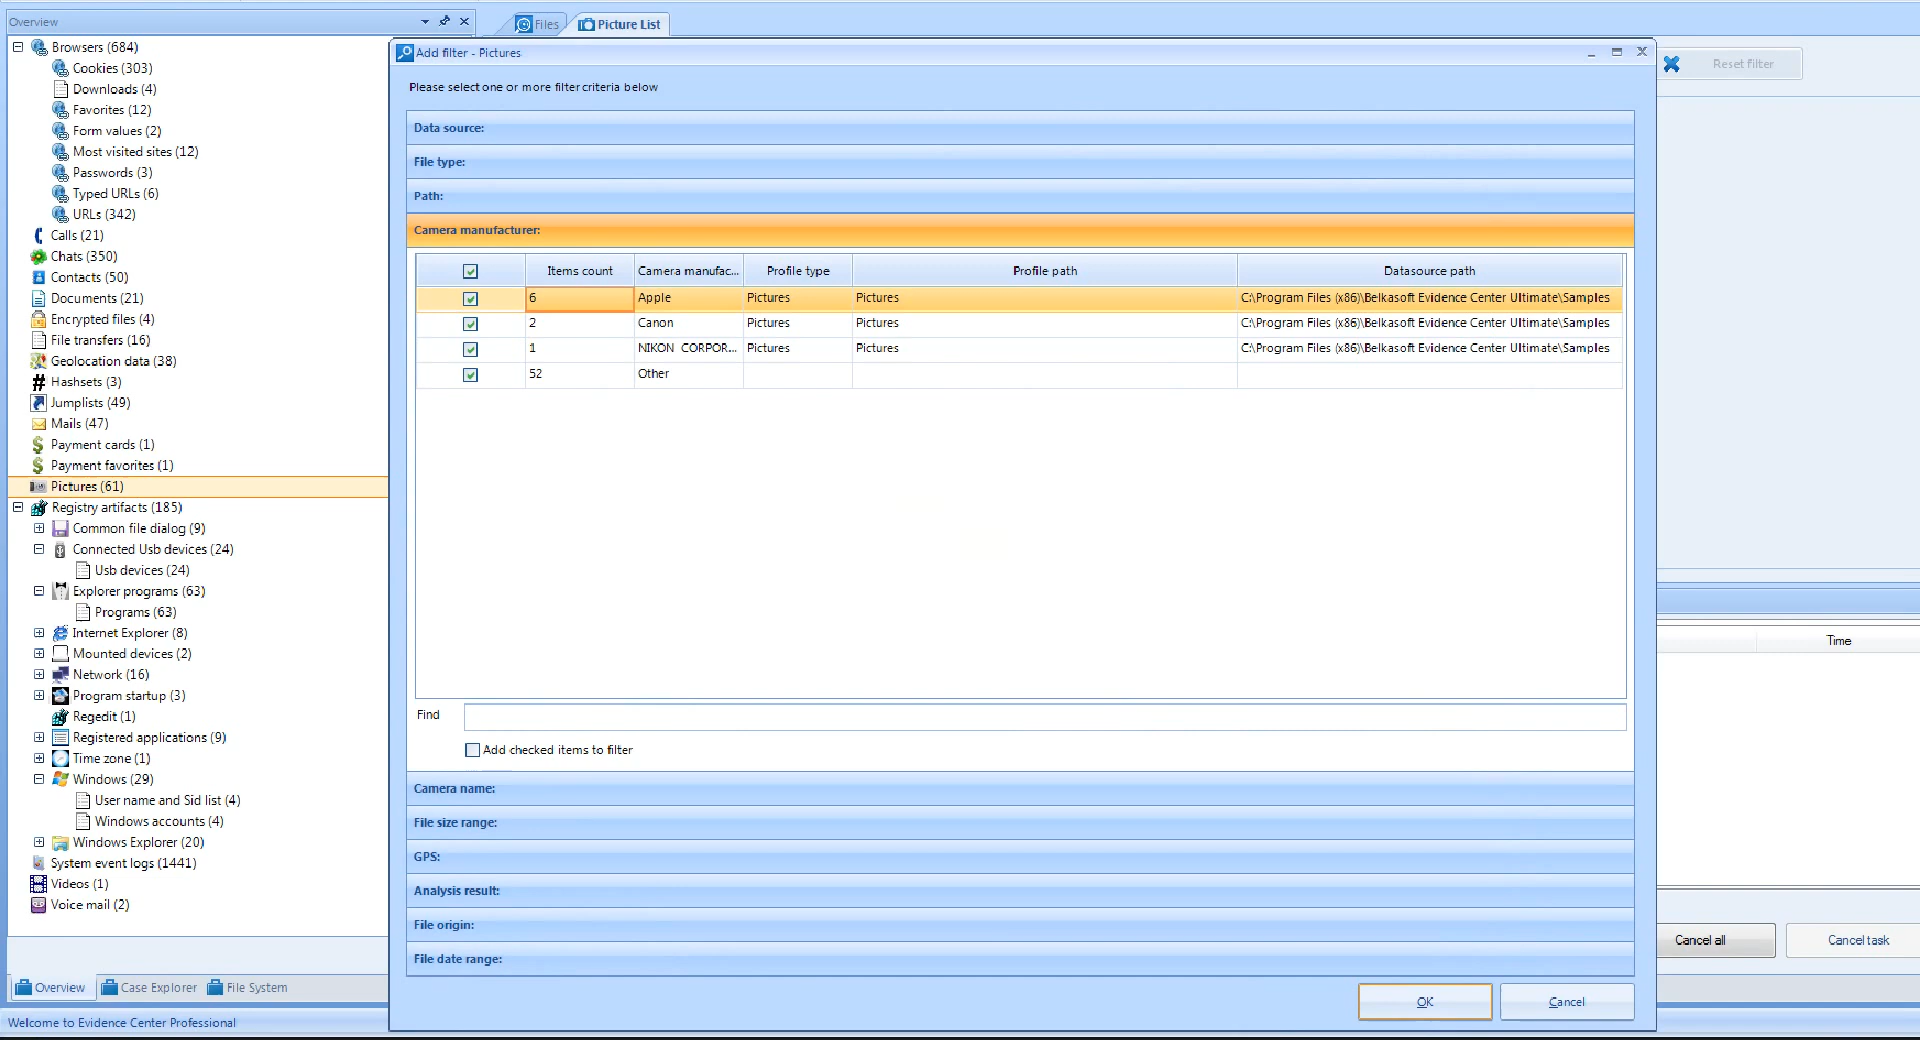 Overview
Files
Picture List
Browsers (684)
Cookies (303)
Downloads (4)
Favorites (12)
Form values (2)
Most visited sites (12)
Passwords (3)
Typed URLs (6)
URLs (342)
Calls (21)
Chats (350)
Contacts (50)
Documents (21)
Encrypted files (4)
File transfers (16)
Geolocation data (38)
Hashsets (3)
Jumplists (49)
Mails (47)
Payment cards (1)
Payment favorites (1)
Pictures (61)
Registry artifacts (185)
Common file dialog (9)
Connected Usb devices (24)
Usb devices (24)
Explorer programs (63)
Programs (63)
Internet Explorer (8)
Mounted devices (2)
Network (16)
Program startup (3)
Regedit (1)
Registered applications (9)
Time zone (1)
Windows (29)
User name and Sid list (4)
Windows accounts (4)
Windows Explorer (20)
System event logs (1441)
Videos (1)
Voice mail (2)
Overview Case Explorer File System
Welcome to Evidence Center Professional
Add filter - Pictures
Please select one or more filter criteria below
Data source:
File type:
Path:
Camera manufacturer:
Items count Camera manufac... Profile type Profile path Datasource path
6 Apple Pictures Pictures C:\Program Files (x86)\Belkasoft Evidence Center Ultimate\Samples
2 Canon Pictures Pictures C:\Program Files (x86)\Belkasoft Evidence Center Ultimate\Samples
1 NIKON CORPOR... Pictures Pictures C:\Program Files (x86)\Belkasoft Evidence Center Ultimate\Samples
52 Other
Find
Add checked items to filter
Camera name:
File size range:
GPS:
Analysis result:
File origin:
File date range:
OK Cancel
Reset filter
Time
Cancel all Cancel task